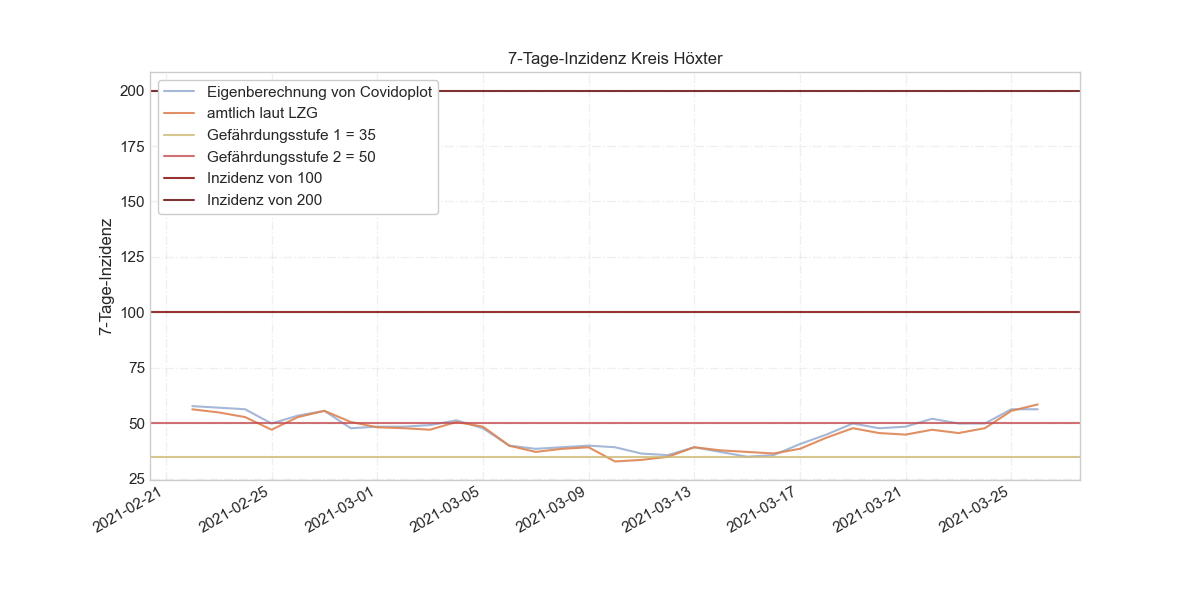 7-Tage-Inzidenz Kreis Höxter
Eigenberechnung von Covidoplot
amtlich laut LZG
Gefährdungsstufe 1 = 35
Gefährdungsstufe 2 = 50
Inzidenz von 100
Inzidenz von 200
7-Tage-Inzidenz
200
175
150
125
100
75
50
25
2021-02-21
2021-02-25
2021-03-01
2021-03-05
2021-03-09
2021-03-13
2021-03-17
2021-03-21
2021-03-25